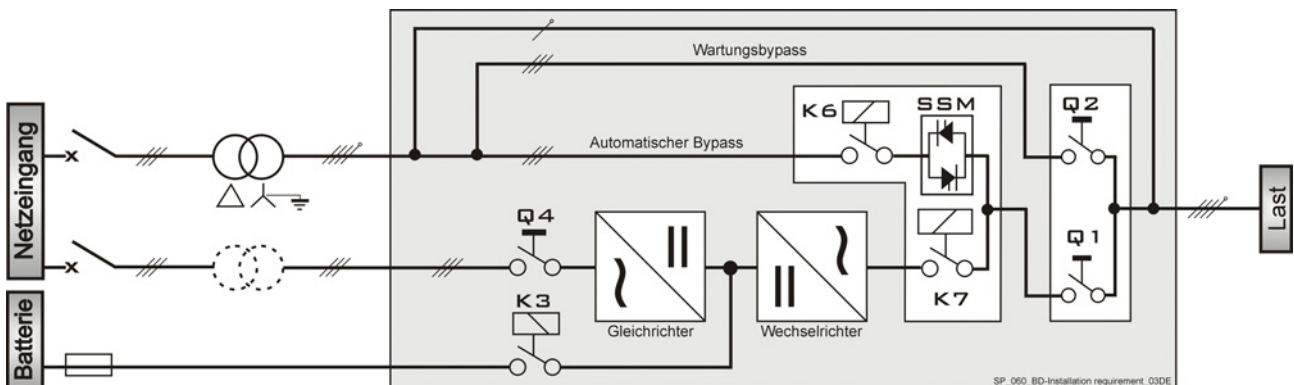 Wartungsbypass
Netzeingang
K6
SSM
Q2
Automatischer Bypass
Last
Q4
Q1
K7
K3
Gleichrichter
Wechselrichter
Batterie
SP_060_BD-Installation requirement_03DE